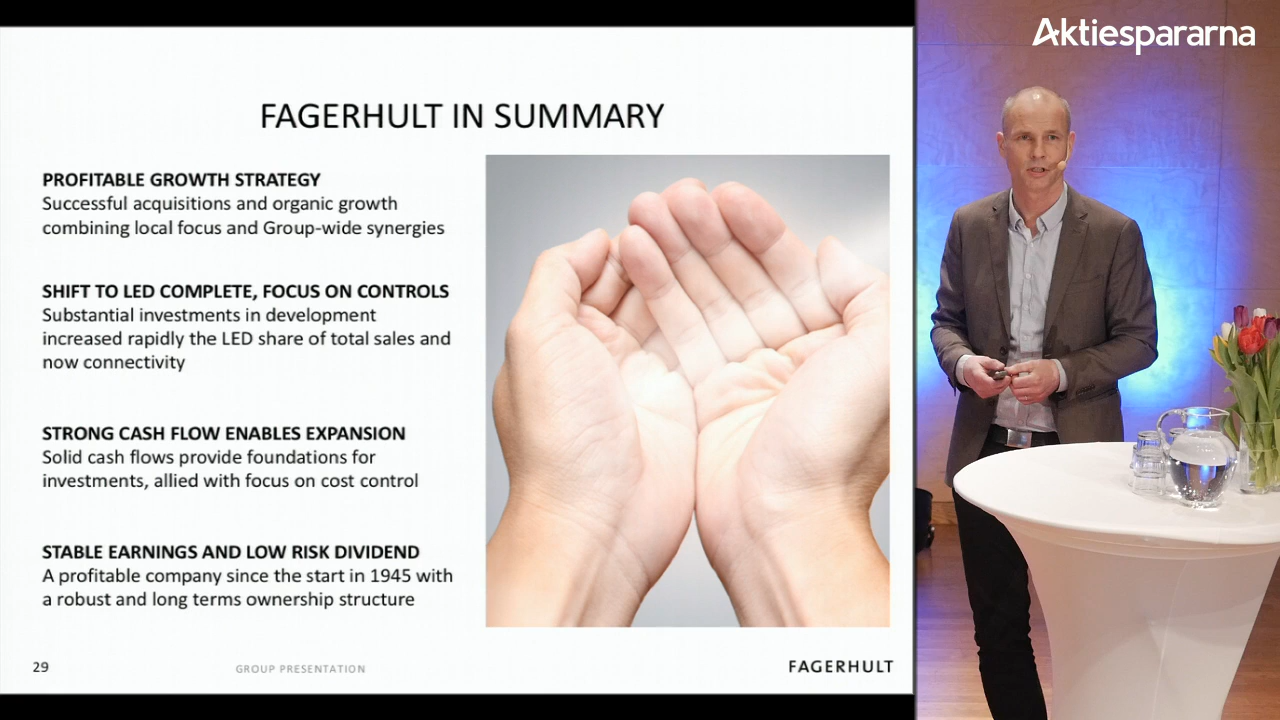 Aktiespararna
FAGERHULT IN SUMMARY
PROFITABLE GROWTH STRATEGY
Successful acquisitions and organic growth
combining local focus and Group-wide synergies
SHIFT TO LED COMPLETE, FOCUS ON CONTROLS
Substantial investments in development
increased rapidly the LED share of total sales and
now connectivity
STRONG CASH FLOW ENABLES EXPANSION
Solid cash flows provide foundations for
investments, allied with focus on cost control
STABLE EARNINGS AND LOW RISK DIVIDEND
A profitable company since the start in 1945 with
a robust and long terms ownership structure
29
GROUP PRESENTATION
FAGERHULT